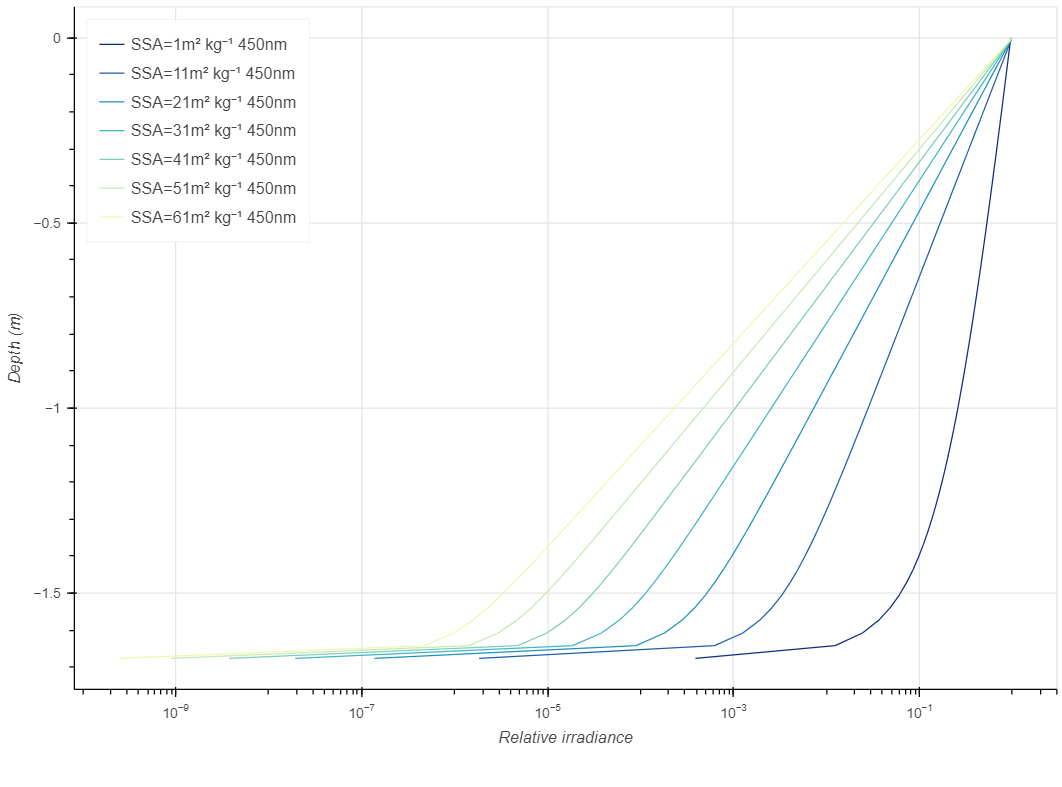 SSA=1m² kg⁻¹ 450nm
SSA=11m² kg⁻¹ 450nm
SSA=21m² kg⁻¹ 450nm
SSA=31m² kg⁻¹ 450nm
SSA=41m² kg⁻¹ 450nm
SSA=51m² kg⁻¹ 450nm
SSA=61m² kg⁻¹ 450nm
0
−0.5
−1
−1.5
Depth (m)
10⁻⁹ 10⁻⁷ 10⁻⁵ 10⁻³ 10⁻¹
Relative irradiance